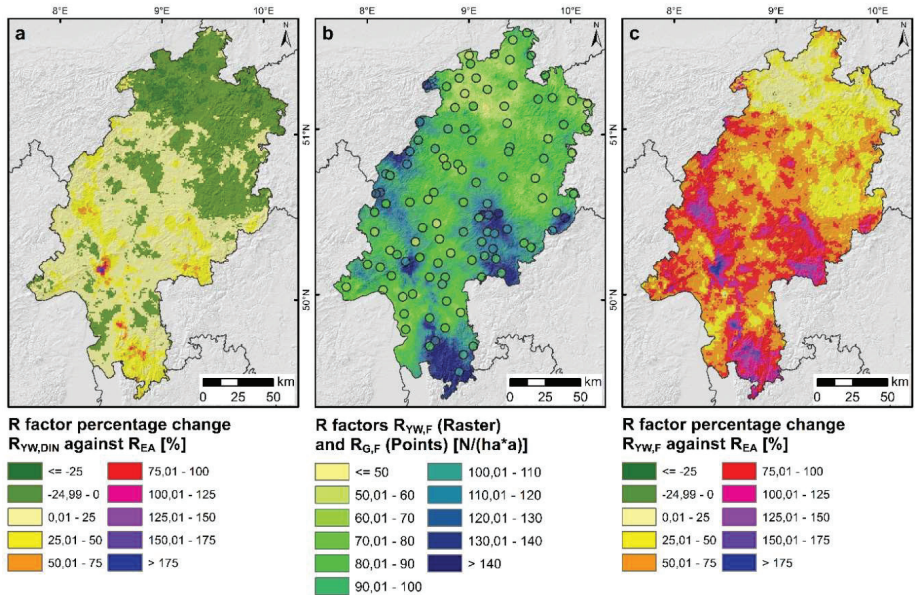 8°E
9°E
10°E
8°E
9°E
10°E
8°E
9°E
10°E
a
N
b
N
c
N
51°N
51°N
50°N
50°N
km
0 25 50
km
0 25 50
km
0 25 50
R factor percentage change
RYW,DIN against REA [%]
<= -25
-24,99 - 0
0,01 - 25
25,01 - 50
50,01 - 75
75,01 - 100
100,01 - 125
125,01 - 150
150,01 - 175
> 175
R factors RYW,F (Raster)
and RG,F (Points) [N/(ha*a)]
<= 50
50,01 - 60
60,01 - 70
70,01 - 80
80,01 - 90
90,01 - 100
100,01 - 110
110,01 - 120
120,01 - 130
130,01 - 140
> 140
R factor percentage change
RYW,F against REA [%]
<= -25
-24,99 - 0
0,01 - 25
25,01 - 50
50,01 - 75
75,01 - 100
100,01 - 125
125,01 - 150
150,01 - 175
> 175